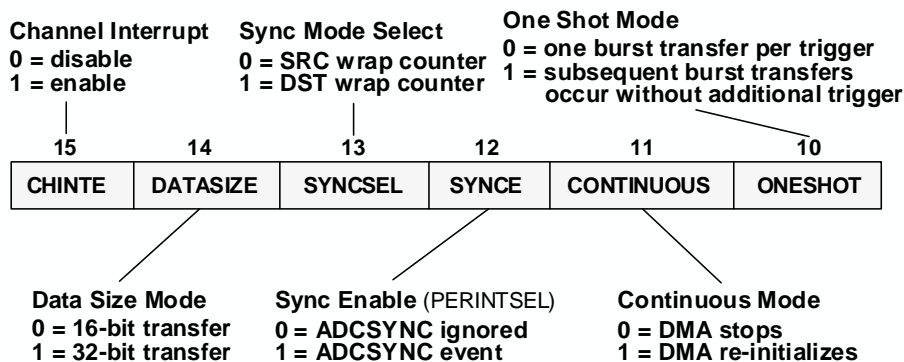 Channel Interrupt
0 = disable
1 = enable
Sync Mode Select
0 = SRC wrap counter
1 = DST wrap counter
One Shot Mode
0 = one burst transfer per trigger
1 = subsequent burst transfers
occur without additional trigger
15 14 13 12 11 10
CHINTE DATASIZE SYNCSEL SYNCE CONTINUOUS ONESHOT
Data Size Mode
0 = 16-bit transfer
1 = 32-bit transfer
Sync Enable (PERINTSEL)
0 = ADCSYNC ignored
1 = ADCSYNC event
Continuous Mode
0 = DMA stops
1 = DMA re-initializes